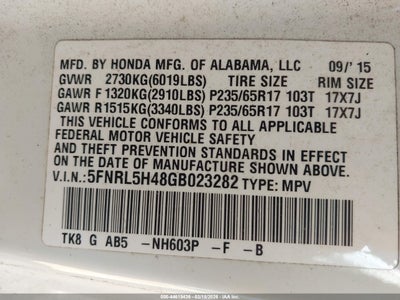 MFD. BY HONDA MFG. OF ALABAMA, LLC 09/'15
GVWR 2730KG(6019LBS) TIRE SIZE RIM SIZE
GAWR F 1320KG(2910LBS) P235/65R17 103T 17X7J
GAWR R1515KG(3340LBS) P235/65R17 103T 17X7J
THIS VEHICLE CONFORMS TO ALL APPLICABLE
FEDERAL MOTOR VEHICLE SAFETY
AND THEFT PREVENTION STANDARDS IN EFFECT
ON THE DATE OF MANUFACTURE SHOWN ABOVE.
V.I.N.: 5FNRL5H48GB023282 TYPE: MPV
TK8 G AB5 -NH603P -F -B